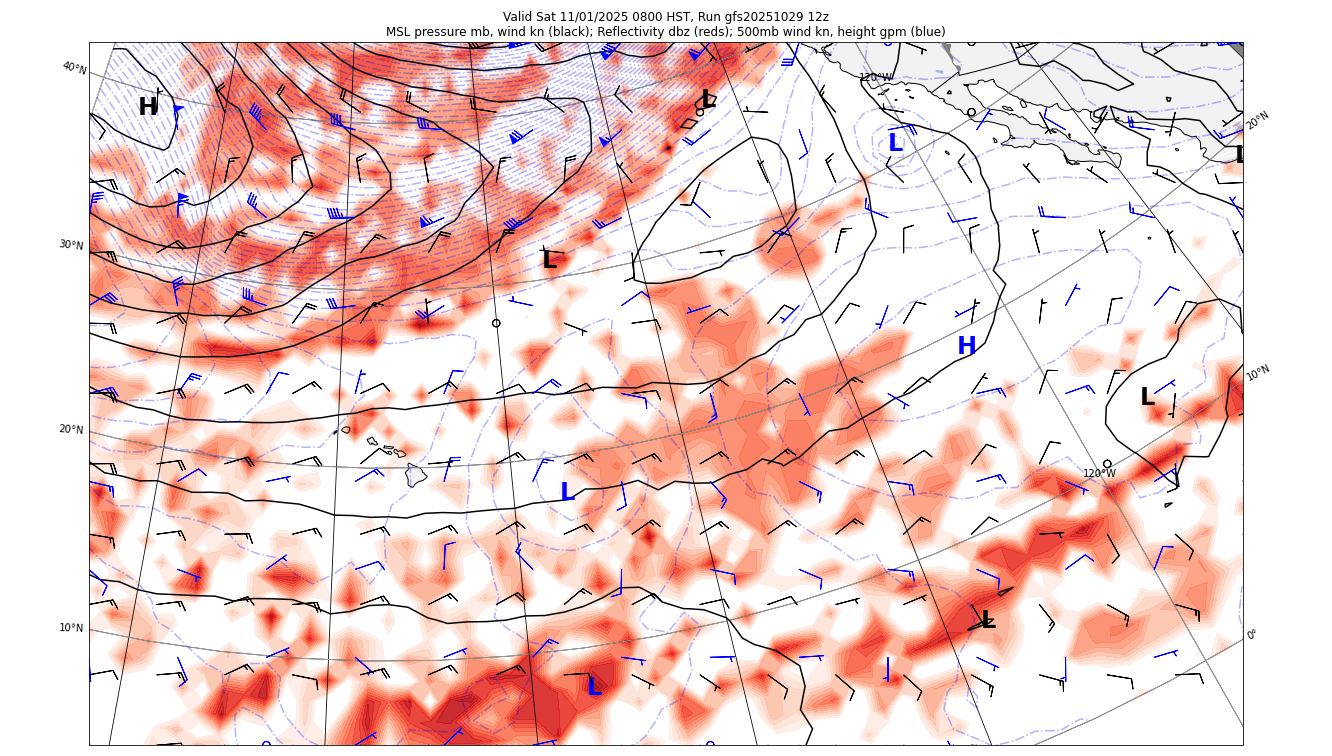 Valid Sat 11/01/2025 0800 HST, Run gfs20251029 12z
MSL pressure mb, wind kn (black); Reflectivity dbz (reds); 500mb wind kn, height gpm (blue)
40°N
120°W
20°N
H
L
L
L
30°N
L
H
10°N
L
20°N
120°W
L
10°N
L
0°
L